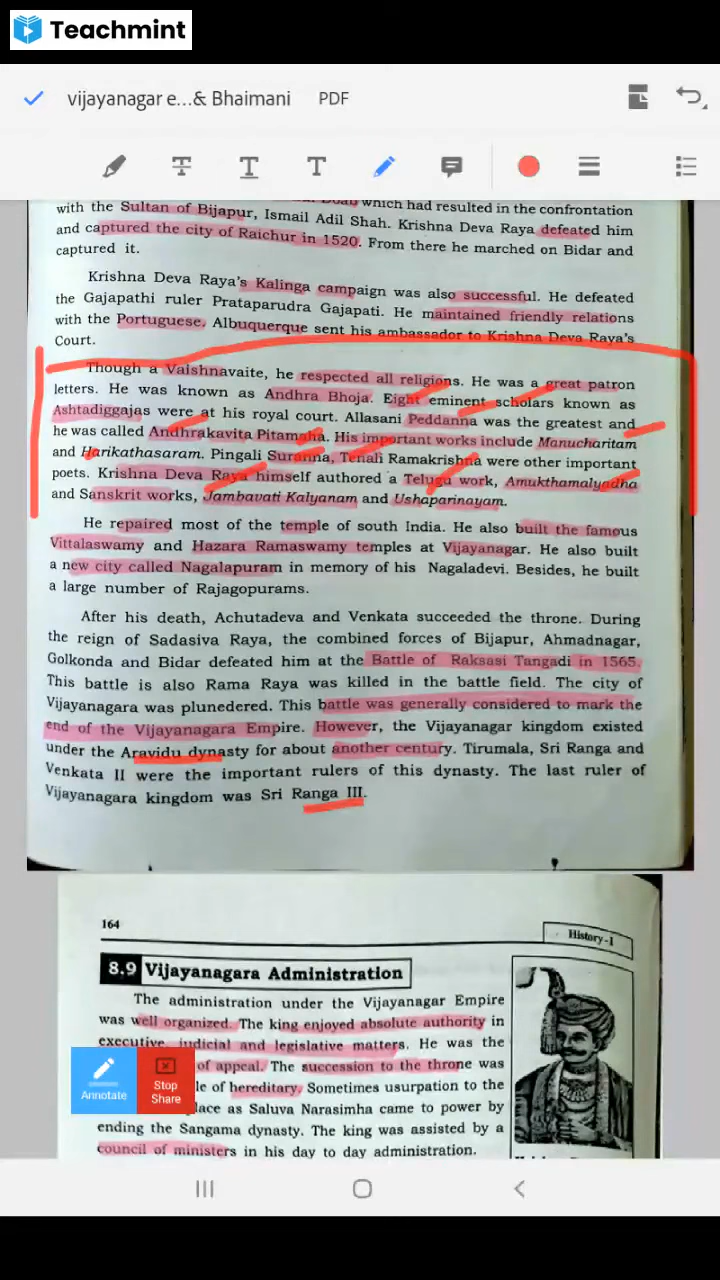 Teachmint
vijayanagar e...& Bhaimani PDF
which had resulted in the confrontation
with the Sultan of Bijapur, Ismail Adil Shah. Krishna Deva Raya defeated him
and captured the city of Raichur in 1520. From there he marched on Bidar and
captured it.
Krishna Deva Raya's Kalinga campaign was also successful. He defeated
the Gajapathi ruler Prataparudra Gajapati. He maintained friendly relations
with the Portuguese. Albuquerque sent his ambassador to Krishna Deva Raya's
Court.
Though a Vaishnavaite, he respected all religions. He was a great patron
letters. He was known as Andhra Bhoja. Eight eminent scholars known as
Ashtadiggajas were at his royal court. Allasani Peddanna was the greatest and
he was called Andhrakavita Pitamaha. His important works include Manucharitam
and Harikathasaram. Pingali Suranna, Tenali Ramakrishna were other important
poets. Krishna Deva Raya himself authored a Telugu work, Amukthamalyadha
and Sanskrit works, Jambavati Kalyanam and Ushaparinayam.
He repaired most of the temple of south India. He also built the famous
Vittalaswamy and Hazara Ramaswamy temples at Vijayanagar. He also built
a new city called Nagalapuram in memory of his Nagaladevi. Besides, he built
a large number of Rajagopurams.
After his death, Achutadeva and Venkata succeeded the throne. During
the reign of Sadasiva Raya, the combined forces of Bijapur, Ahmadnagar,
Golkonda and Bidar defeated him at the Battle of Raksasi Tangadi in 1565.
This battle is also Rama Raya was killed in the battle field. The city of
Vijayanagara was plunedered. This battle was generally considered to mark the
end of the Vijayanagara Empire. However, the Vijayanagar kingdom existed
under the Aravidu dynasty for about another century. Tirumala, Sri Ranga and
Venkata II were the important rulers of this dynasty. The last ruler of
Vijayanagara kingdom was Sri Ranga III.
164
History-I
8.9 Vijayanagara Administration
The administration under the Vijayanagar Empire
was well organized. The king enjoyed absolute authority in
executive, judicial and legislative matters. He was the
of appeal. The succession to the throne was
le of hereditary. Sometimes usurpation to the
lace as Saluva Narasimha came to power by
ending the Sangama dynasty. The king was assisted by a
council of ministers in his day to day administration.
Annotate
Stop
Share